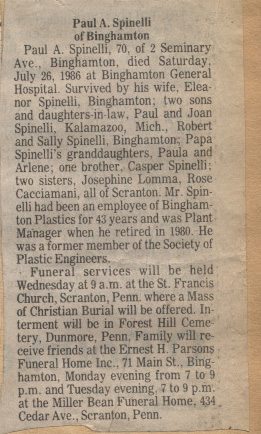 Paul A. Spinelli
of Binghamton
Paul A. Spinelli, 70, of 2 Seminary
Ave., Binghamton, died Saturday,
July 26, 1986 at Binghamton General
Hospital. Survived by his wife, Elea-
nor Spinelli, Binghamton; two sons
and daughters-in-law, Paul and Joan
Spinelli, Kalamazoo, Mich., Robert
and Sally Spinelli, Binghamton; Papa
Spinelli's granddaughters, Paula and
Arlene; one brother, Casper Spinelli;
two sisters, Josephine Lomma, Rose
Cacciamani, all of Scranton. Mr. Spin-
elli had been an employee of Bingham-
ton Plastics for 43 years and was Plant
Manager when he retired in 1980. He
was a former member of the Society of
Plastic Engineers.
Funeral services will be held
Wednesday at 9 a.m. at the St. Francis
Church, Scranton, Penn. where a Mass
of Christian Burial will be offered. In-
terment will be in Forest Hill Ceme-
tery, Dunmore, Penn. Family will re-
ceive friends at the Ernest H. Parsons
Funeral Home Inc., 71 Main St., Bing-
hamton, Monday evening from 7 to 9
p.m. and Tuesday evening, 7 to 9 p.m.
at the Miller Bean Funeral Home, 434
Cedar Ave., Scranton, Penn.